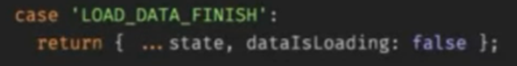 case 'LOAD_DATA_FINISH':
return { ...state, dataIsLoading: false };